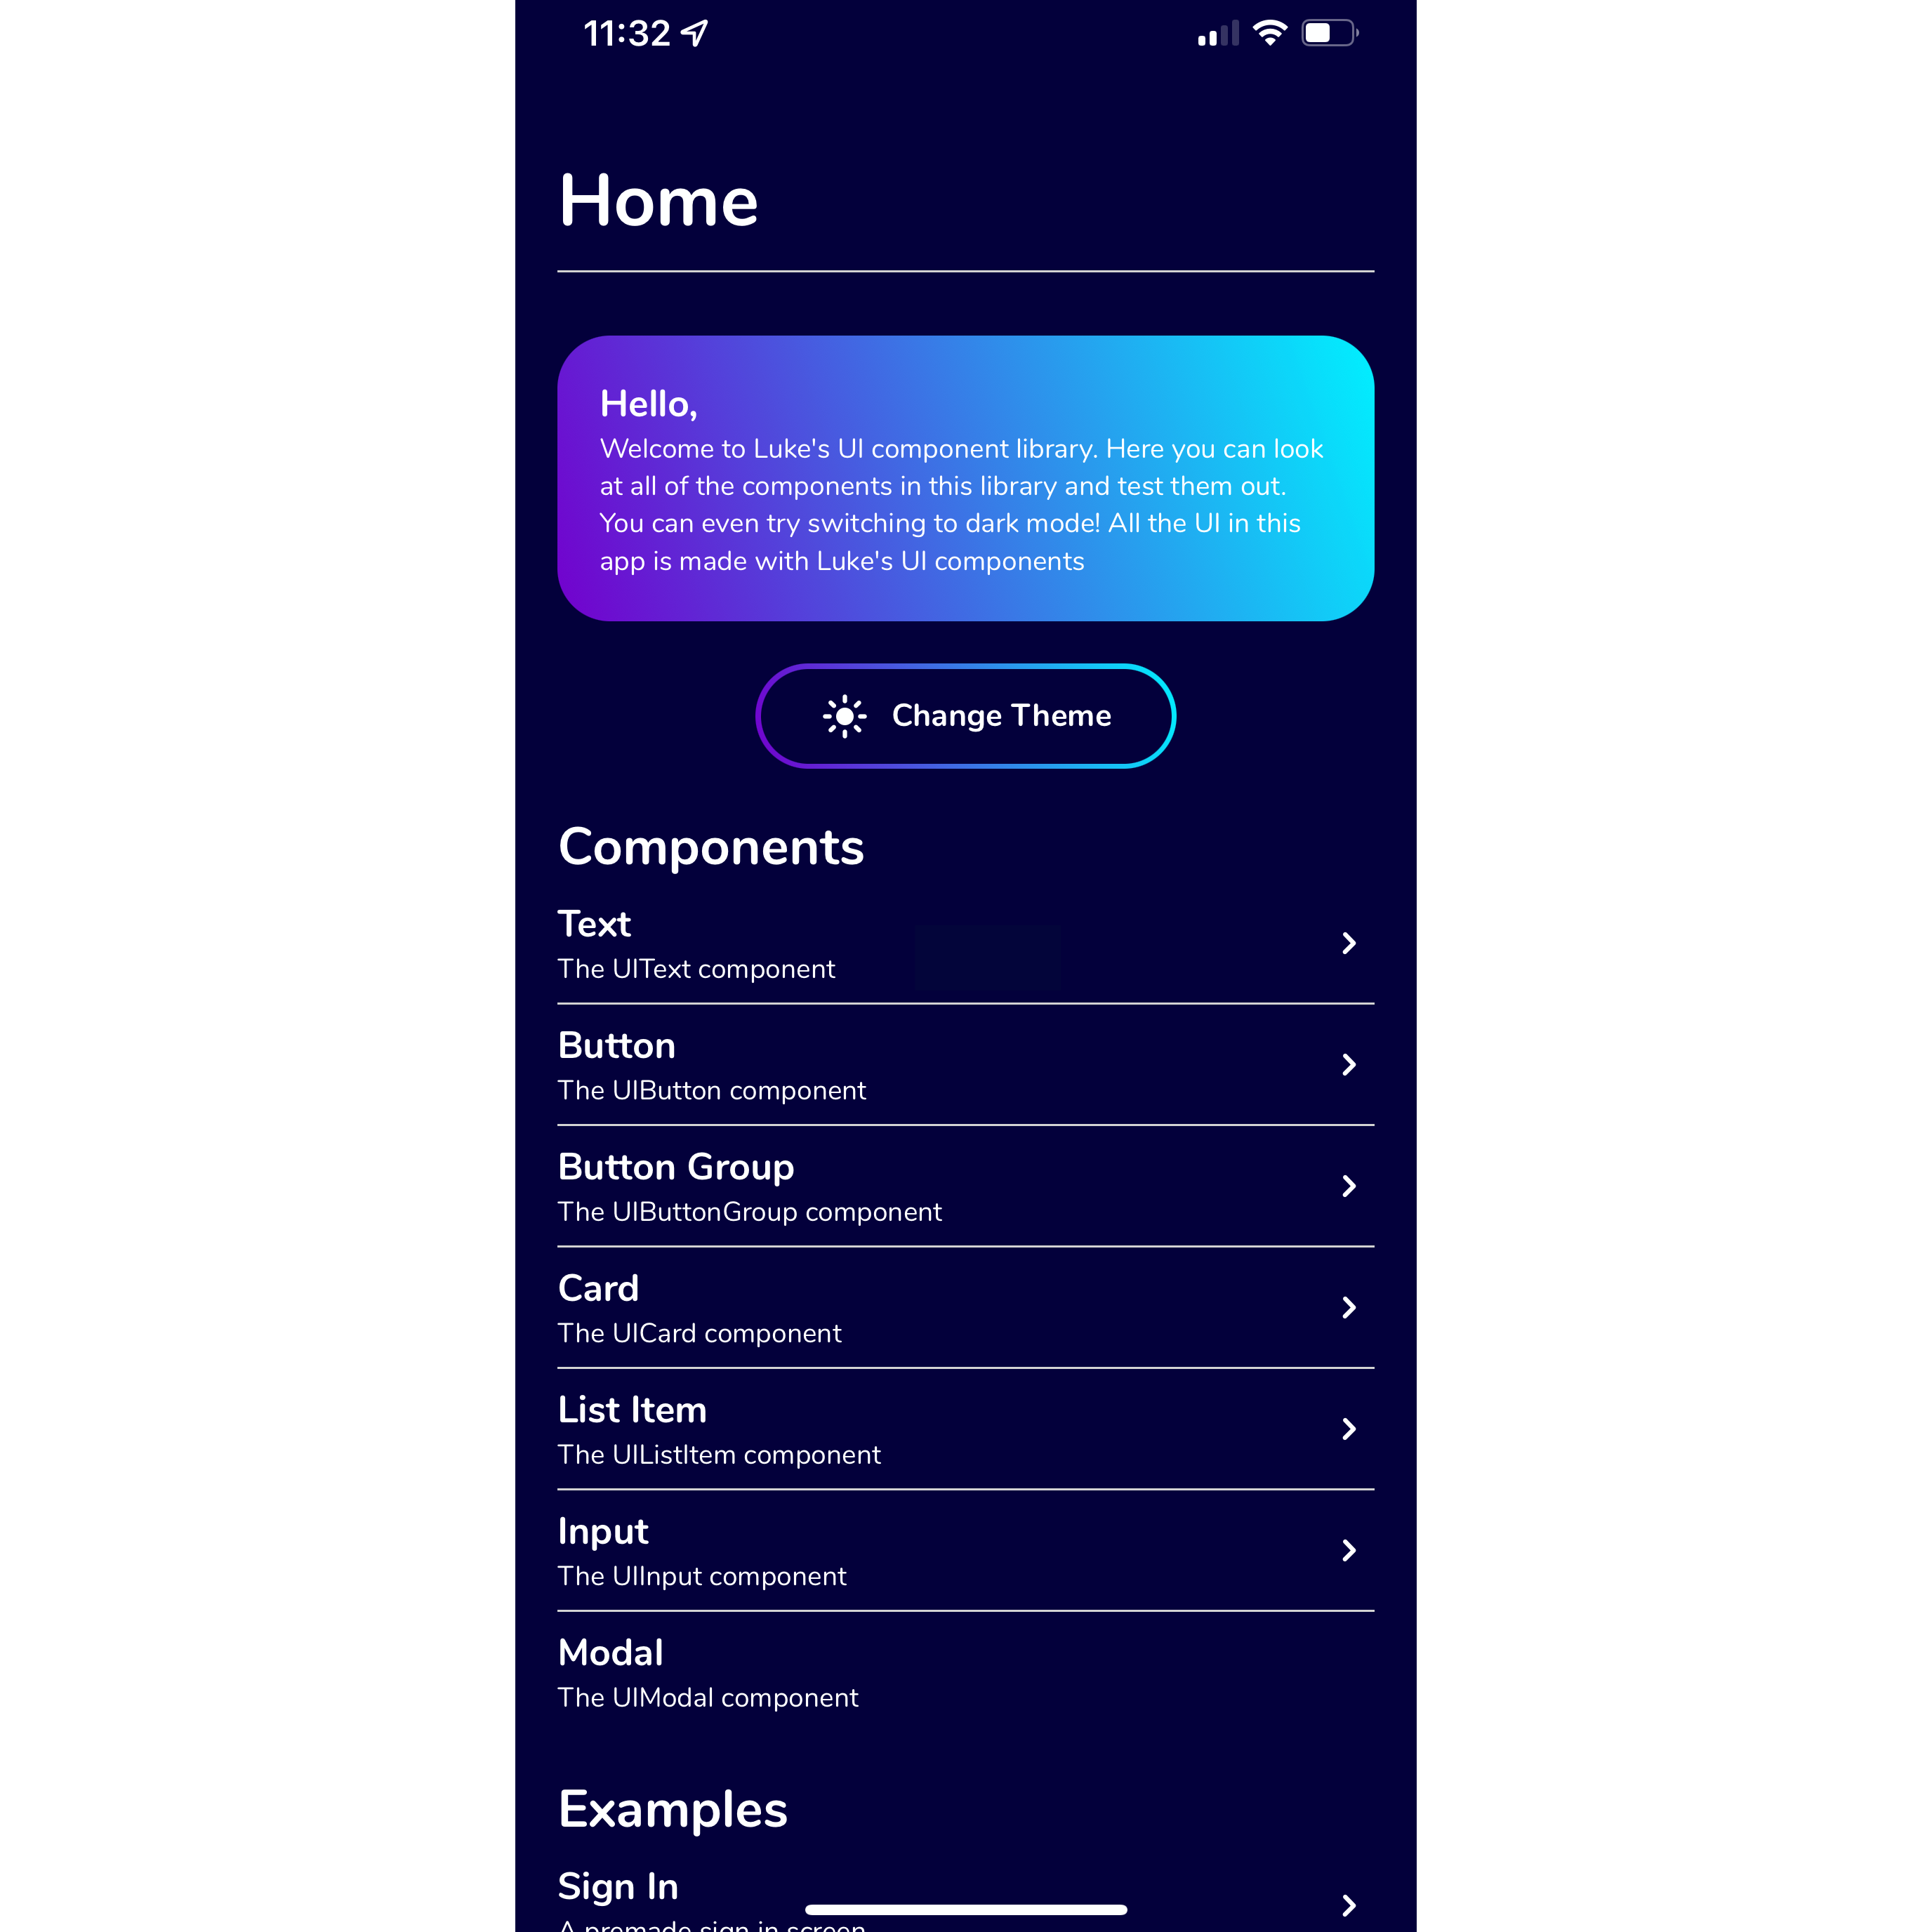 11:32
Home
Hello,
Welcome to Luke's UI component library. Here you can look
at all of the components in this library and test them out.
You can even try switching to dark mode! All the UI in this
app is made with Luke's UI components
Change Theme
Components
Text
The UIText component
Button
The UIButton component
Button Group
The UIButtonGroup component
Card
The UICard component
List Item
The UIListItem component
Input
The UIInput component
Modal
The UIModal component
Examples
Sign In
A premade sign in screen